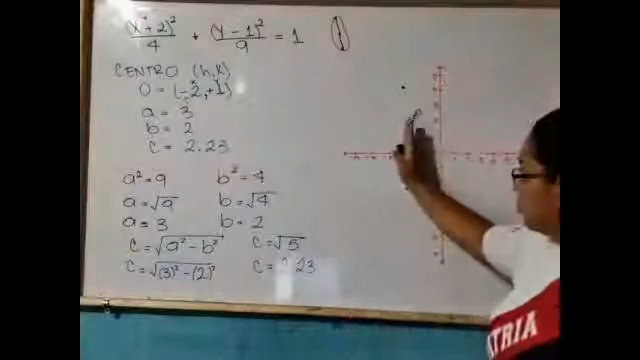 (x+2)²/4 + (y-1)²/9 = 1
CENTRO (h,k)
O = (-2,+1)
a = 3
b = 2
c = 2.23
a² = 9 b² = 4
a = √9 b = √4
a = 3 b = 2
c = √a² - b² c = √5
c = √(3)² - (2)² c = 2.23
TRIA